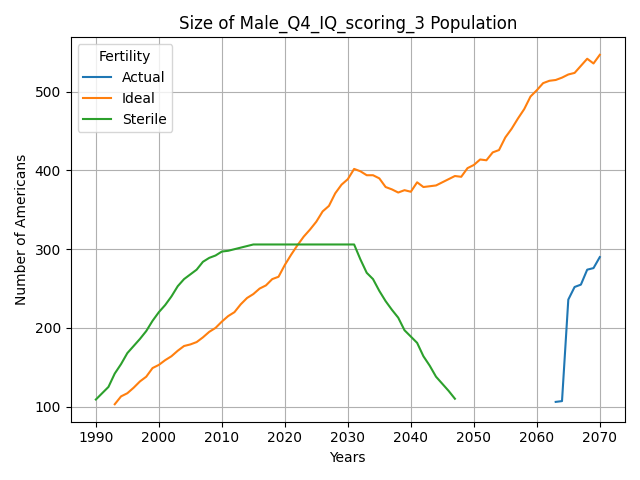 Size of Male_Q4_IQ_scoring_3 Population
Fertility
Actual
Ideal
Sterile
Number of Americans
500
400
300
200
100
1990 2000 2010 2020 2030 2040 2050 2060 2070
Years